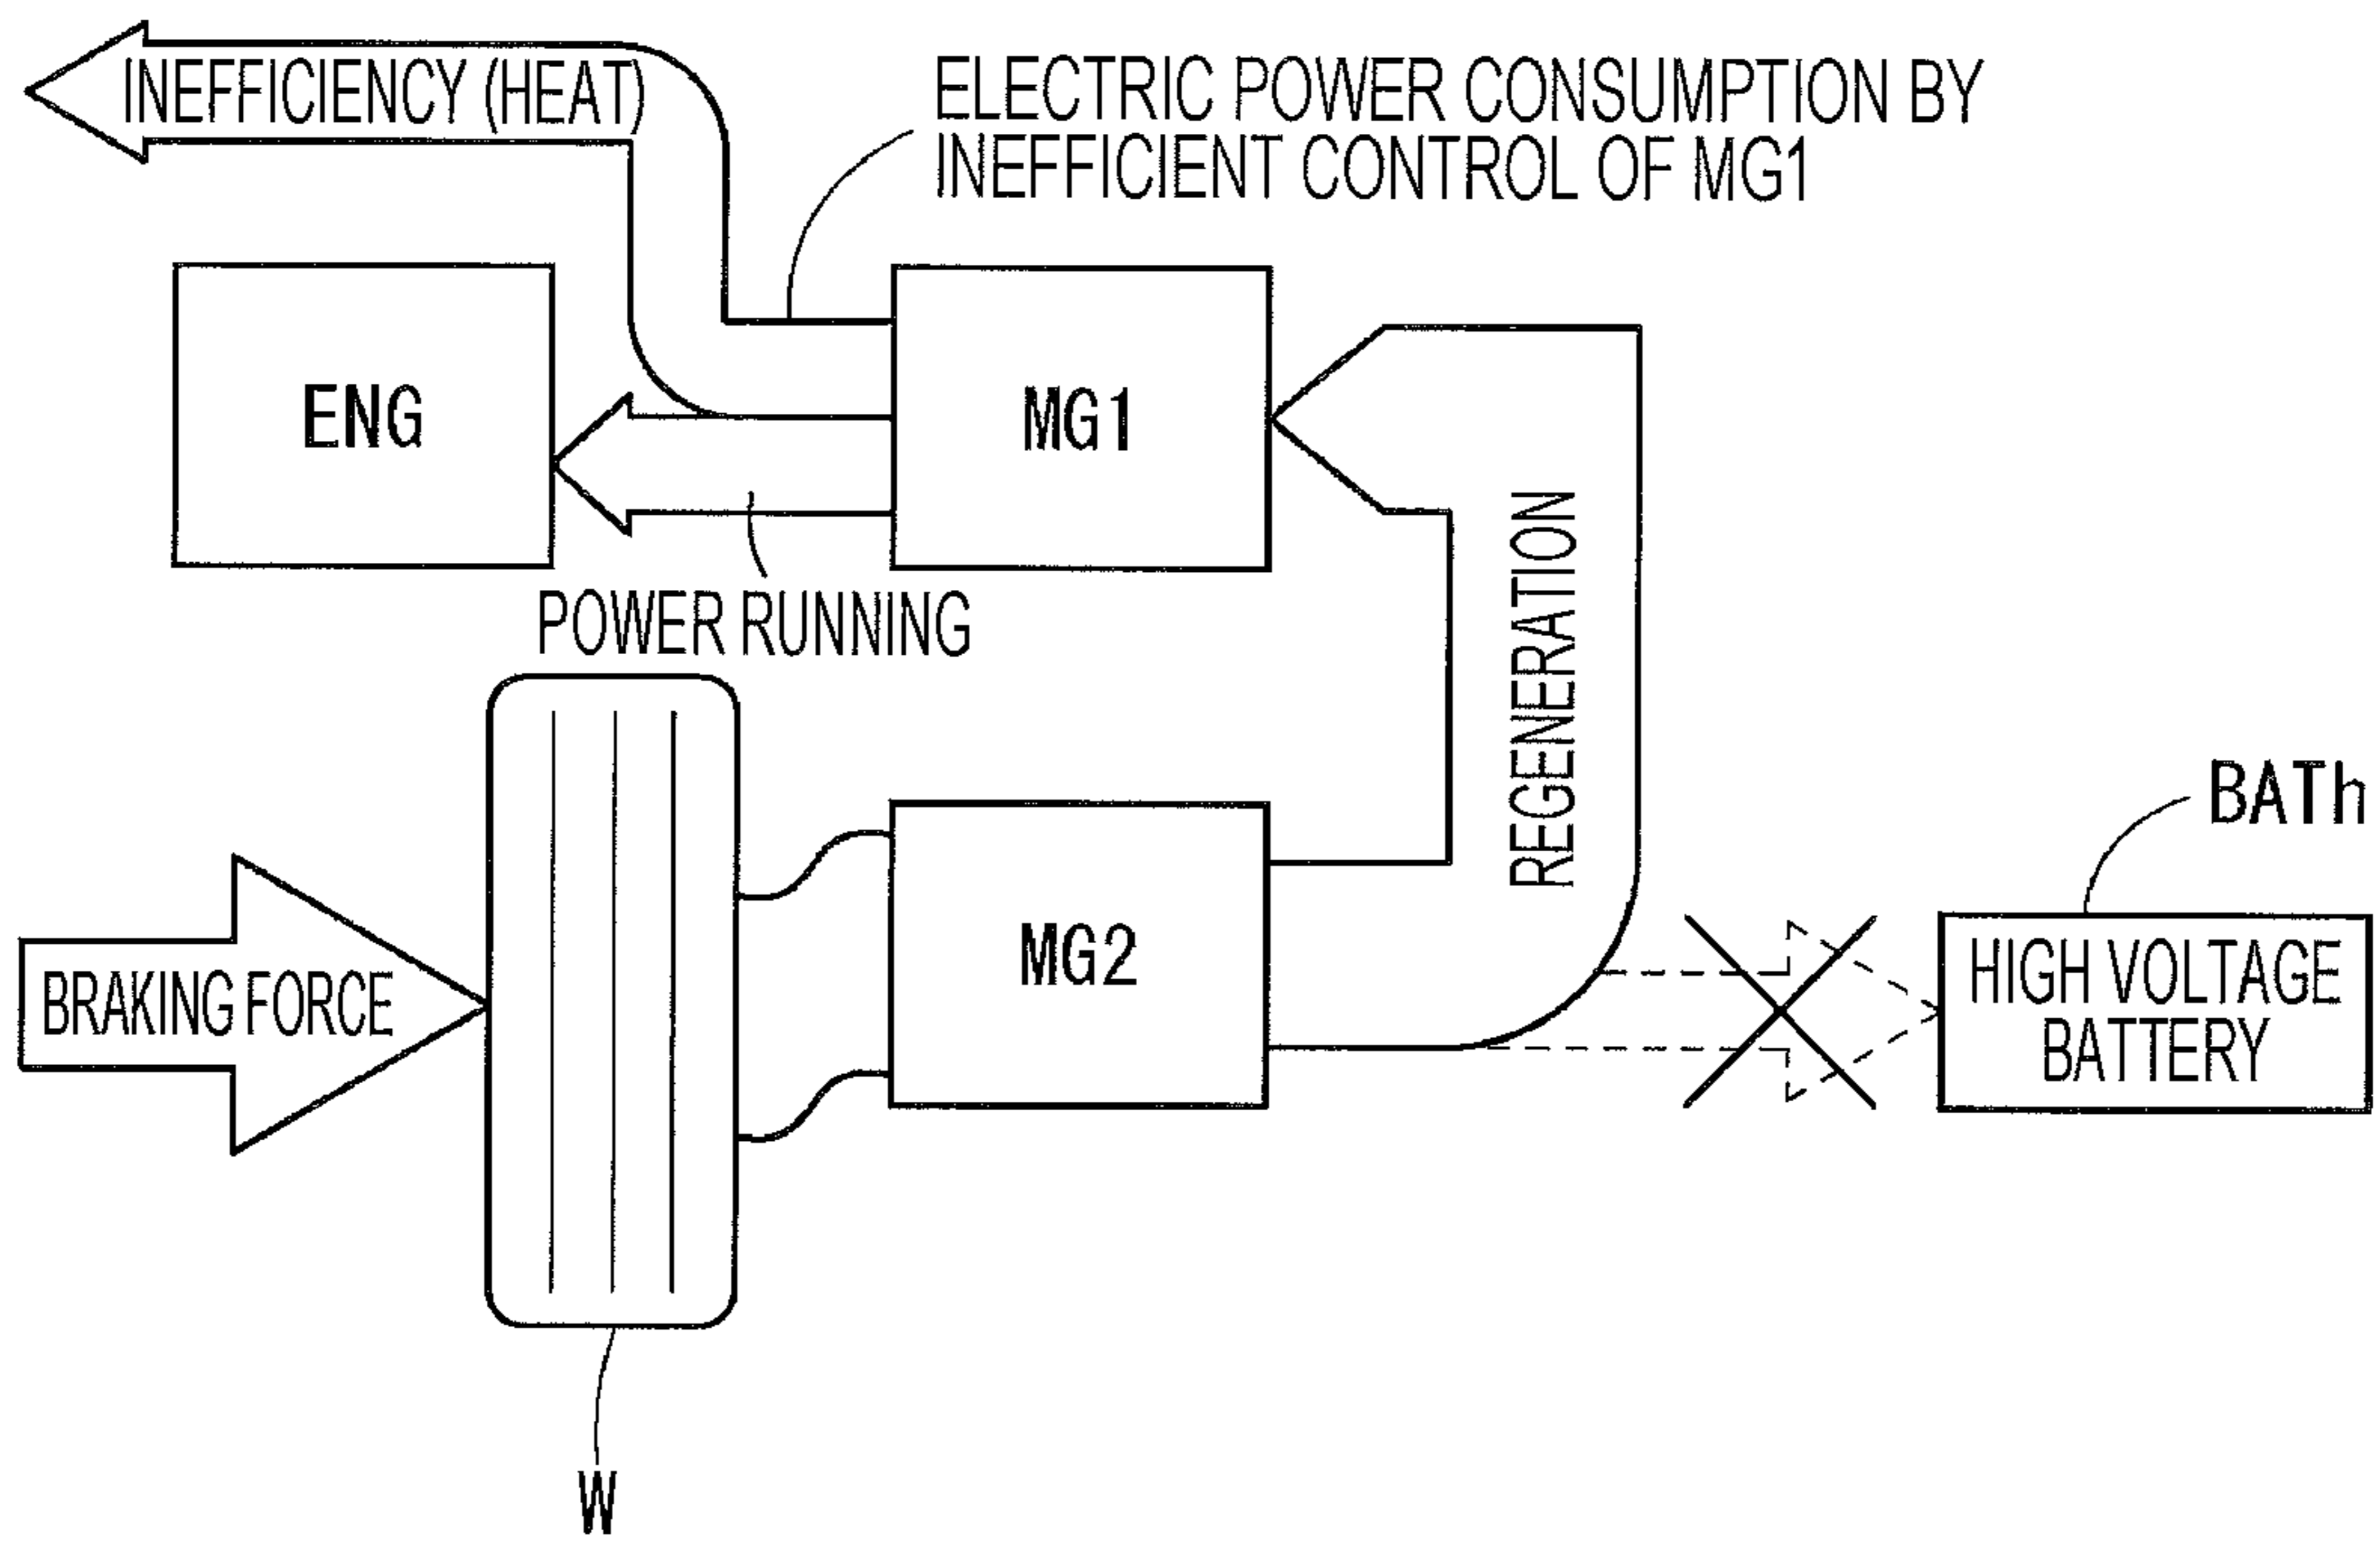 INEFFICIENCY (HEAT)
ELECTRIC POWER CONSUMPTION BY
INEFFICIENT CONTROL OF MG1
ENG
MG1
POWER RUNNING
REGENERATION
BATh
BRAKING FORCE
MG2
HIGH VOLTAGE
BATTERY
W